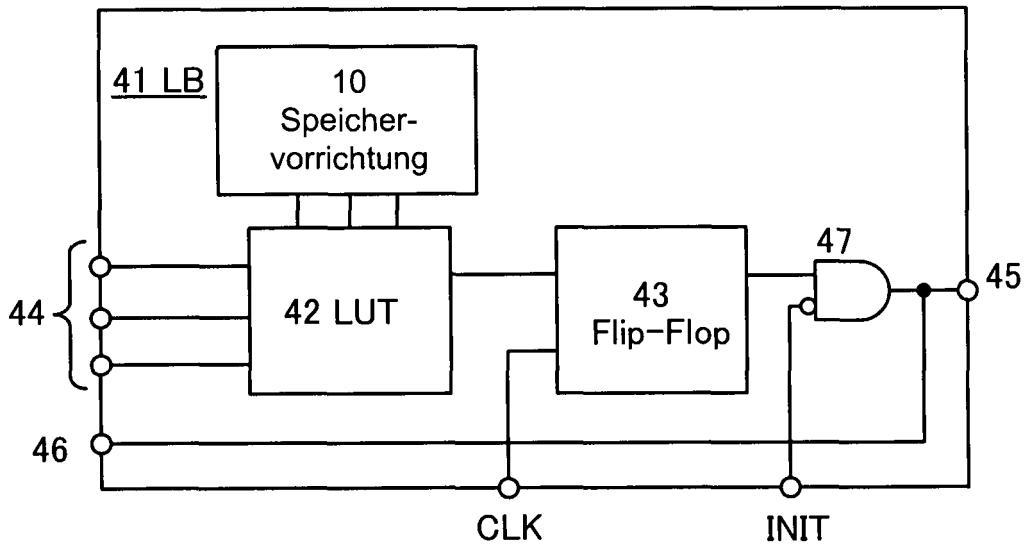 41 LB
10
Speicher-
vorrichtung
47
44
42 LUT
43
Flip-Flop
45
46
CLK
INIT